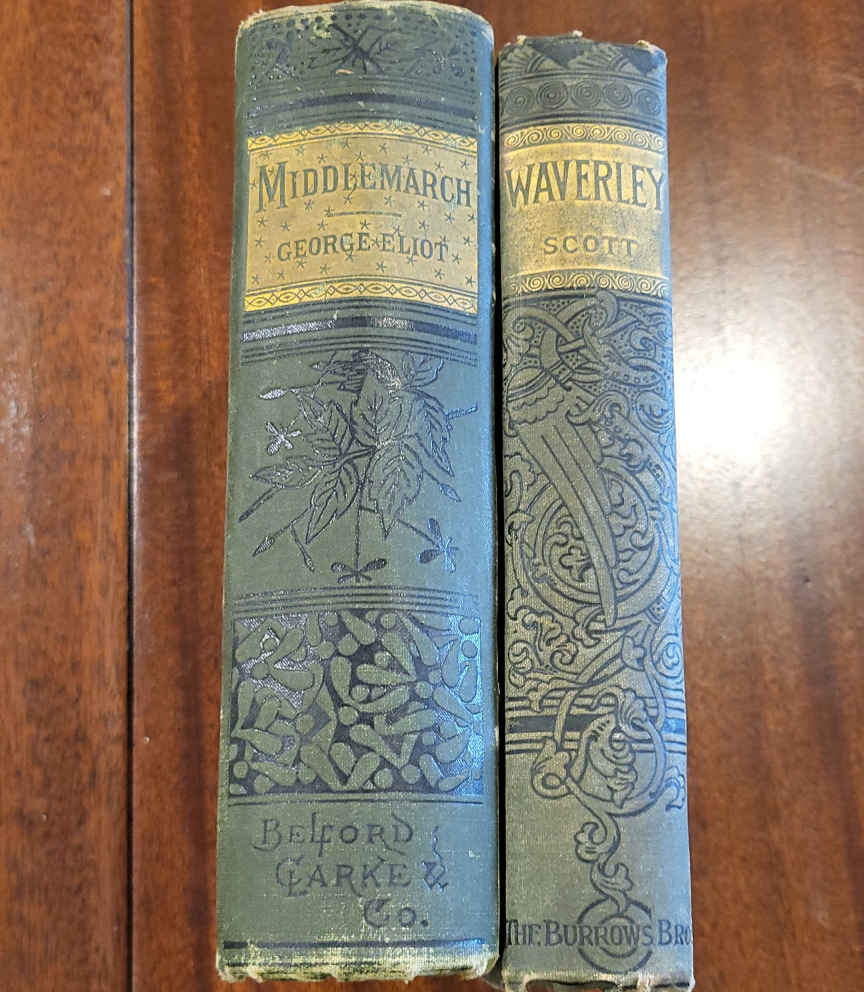 MIDDLEMARCH
GEORGE ELIOT
BELFORD
CLARKE &
Co.
WAVERLEY
SCOTT
THE BURROWS BRO